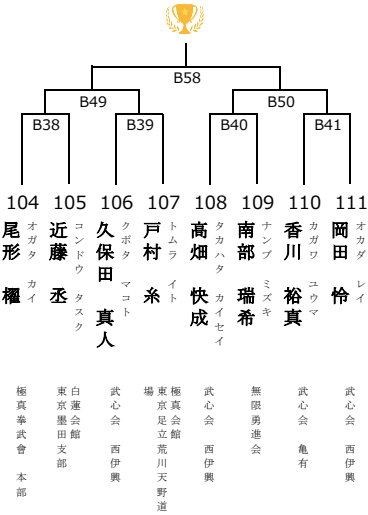 B58
B49
B50
B38
B39
B40
B41
104
105
106
107
108
109
110
111
尾形 櫂
オガタ カイ
近藤 丞
コンドウ タスク
久保田 真人
クボタ マコト
戸村 糸
トムラ イト
高畑 快成
タカハタ カイセイ
南部 瑞希
ナンブ ミズキ
香川 裕真
カガワ ユウマ
岡田 怜
オカダ レイ
極真拳武會 本部
白蓮会館
東京墨田支部
武心会 西伊興
極真会館
東京足立荒川天野道
場
武心会 西伊興
無限勇進会
武心会 亀有
武心会 西伊興